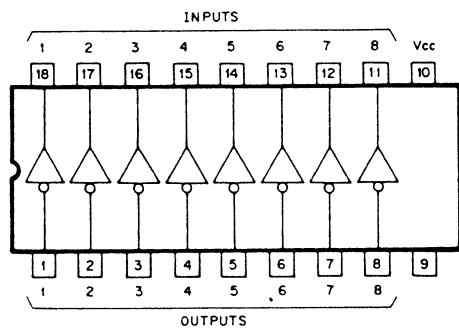 INPUTS
1 2 3 4 5 6 7 8 Vcc
18 17 16 15 14 13 12 11 10
1 2 3 4 5 6 7 8 9
1 2 3 4 5 6 7 8
OUTPUTS